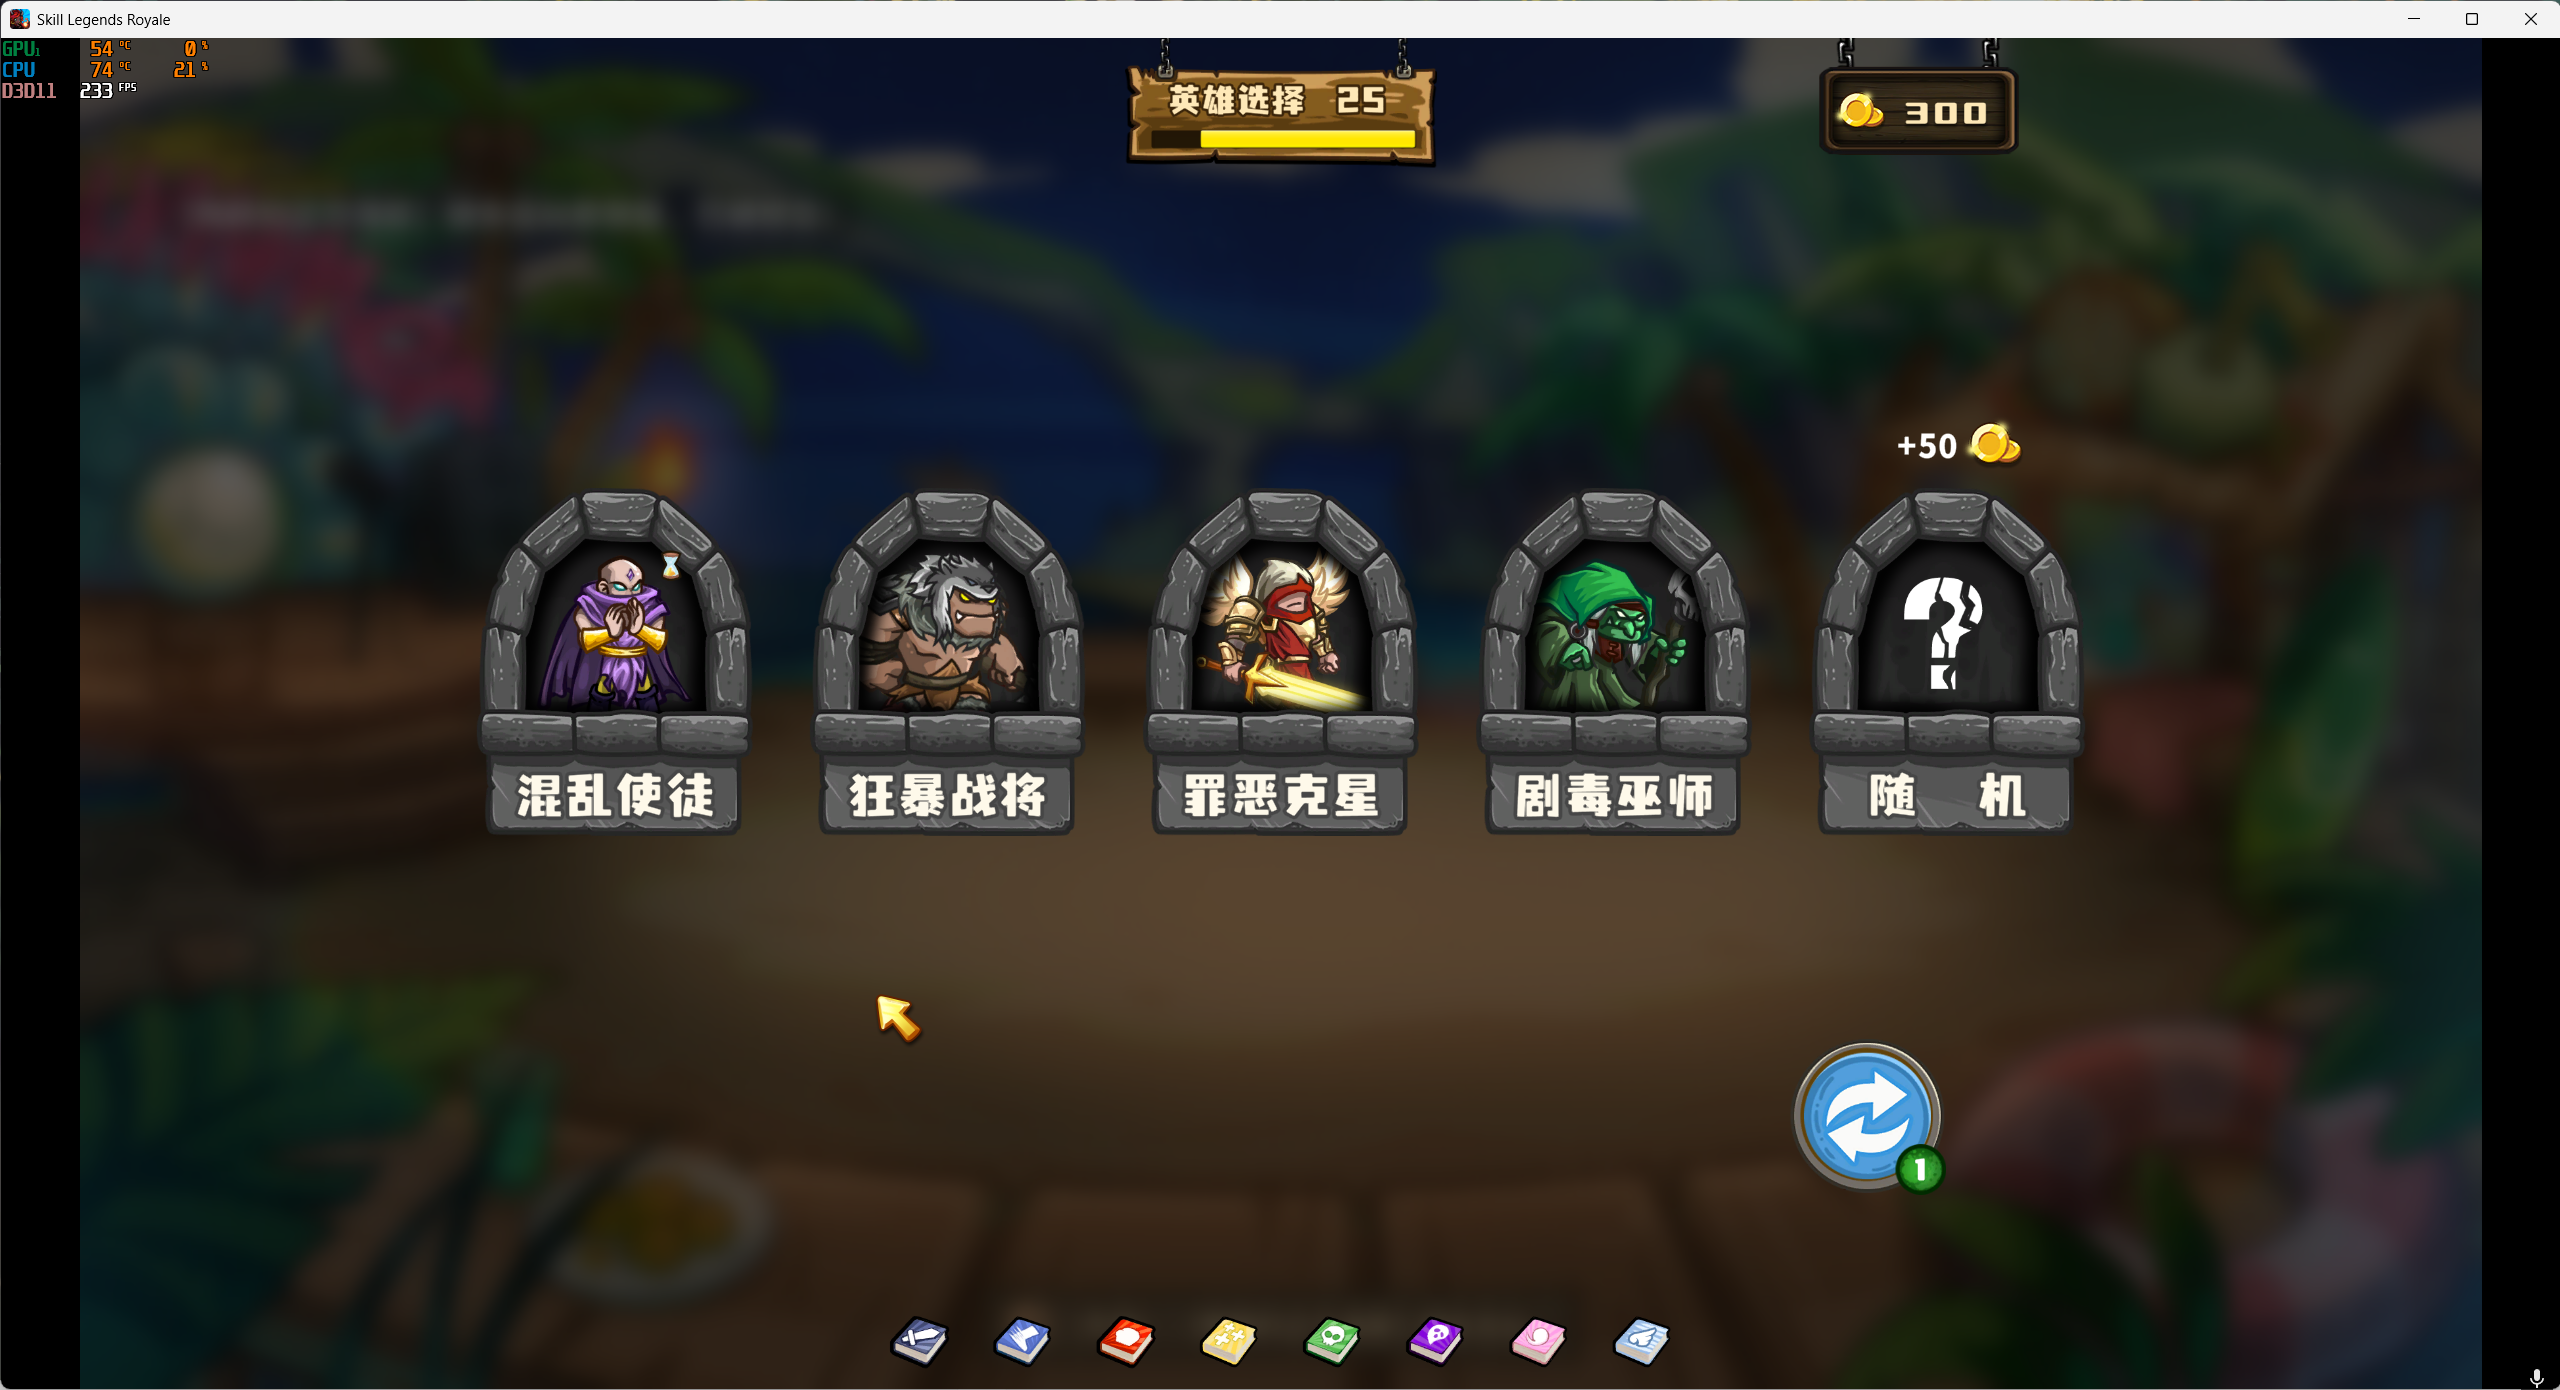 Skill Legends Royale
GPU1 54 °C 0 %
CPU 74 °C 21 %
D3D11 233 FPS
英雄选择 25
300
+50
混乱使徒
狂暴战将
罪恶克星
剧毒巫师
随 机
1